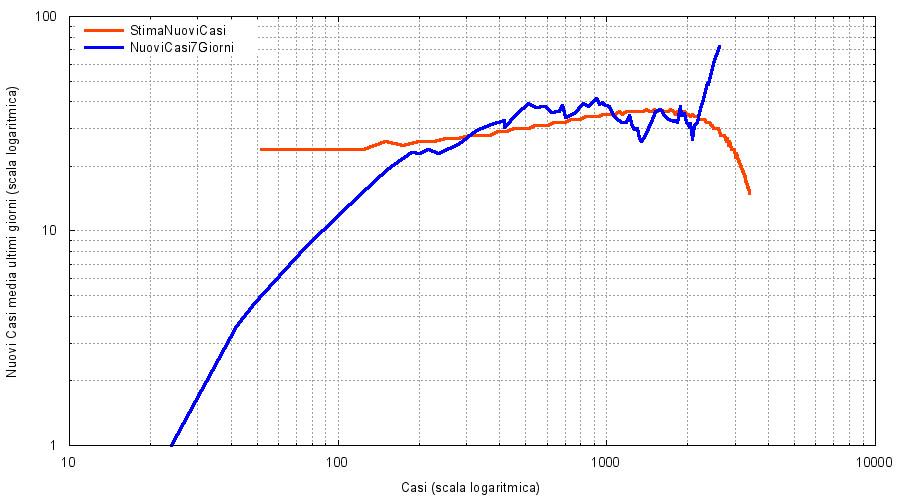 StimaNuoviCasi
NuoviCasi7Giorni
100
10
1
Nuovi Casi media ultimi giorni (scala logaritmica)
10
100
1000
10000
Casi (scala logaritmica)